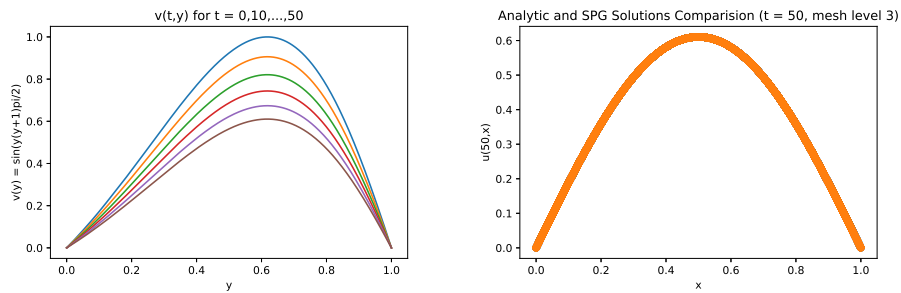 v(t,y) for t = 0,10,...,50
v(y) = sin(y(y+1)pi/2)
1.0
0.8
0.6
0.4
0.2
0.0
0.0 0.2 0.4 0.6 0.8 1.0
y
Analytic and SPG Solutions Comparision (t = 50, mesh level 3)
u(50,x)
0.6
0.5
0.4
0.3
0.2
0.1
0.0
0.0 0.2 0.4 0.6 0.8 1.0
x